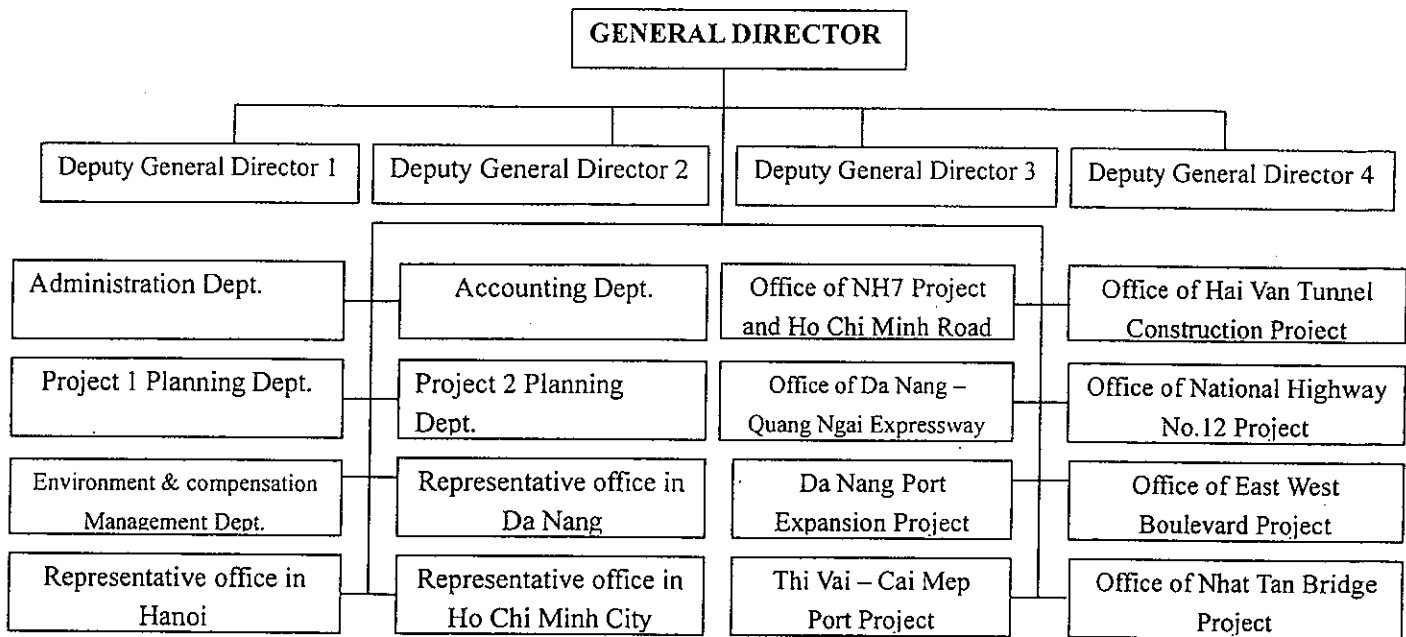 GENERAL DIRECTOR
Deputy General Director 1
Deputy General Director 2
Deputy General Director 3
Deputy General Director 4
Administration Dept.
Accounting Dept.
Office of NH7 Project
and Ho Chi Minh Road
Office of Hai Van Tunnel
Construction Project
Project 1 Planning Dept.
Project 2 Planning
Dept.
Office of Da Nang –
Quang Ngai Expressway
Office of National Highway
No.12 Project
Environment & compensation
Management Dept.
Representative office in
Da Nang
Da Nang Port
Expansion Project
Office of East West
Boulevard Project
Representative office in
Hanoi
Representative office in
Ho Chi Minh City
Thi Vai – Cai Mep
Port Project
Office of Nhat Tan Bridge
Project